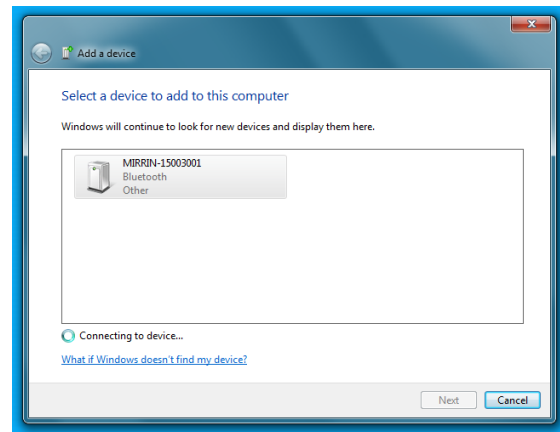 Add a device
Select a device to add to this computer
Windows will continue to look for new devices and display them here.
MIRRIN-15003001
Bluetooth
Other
Connecting to device...
What if Windows doesn't find my device?
Next
Cancel